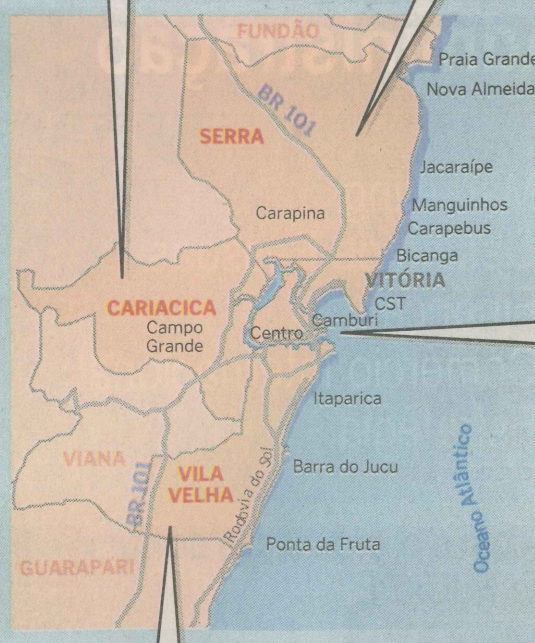 FUNDÃO
Praia Grande
Nova Almeida
BR 101
SERRA
Jacaraípe
Carapina
Manguinhos
Carapebus
Bicanga
VITÓRIA
CST
CARIACICA
Campo
Grande
Centro
Camburi
Itaparica
VIANA
VILA
VELHA
BR 101
Rodovia do Sol
Barra do Jucu
Oceano Atlântico
Ponta da Fruta
GUARAPARI